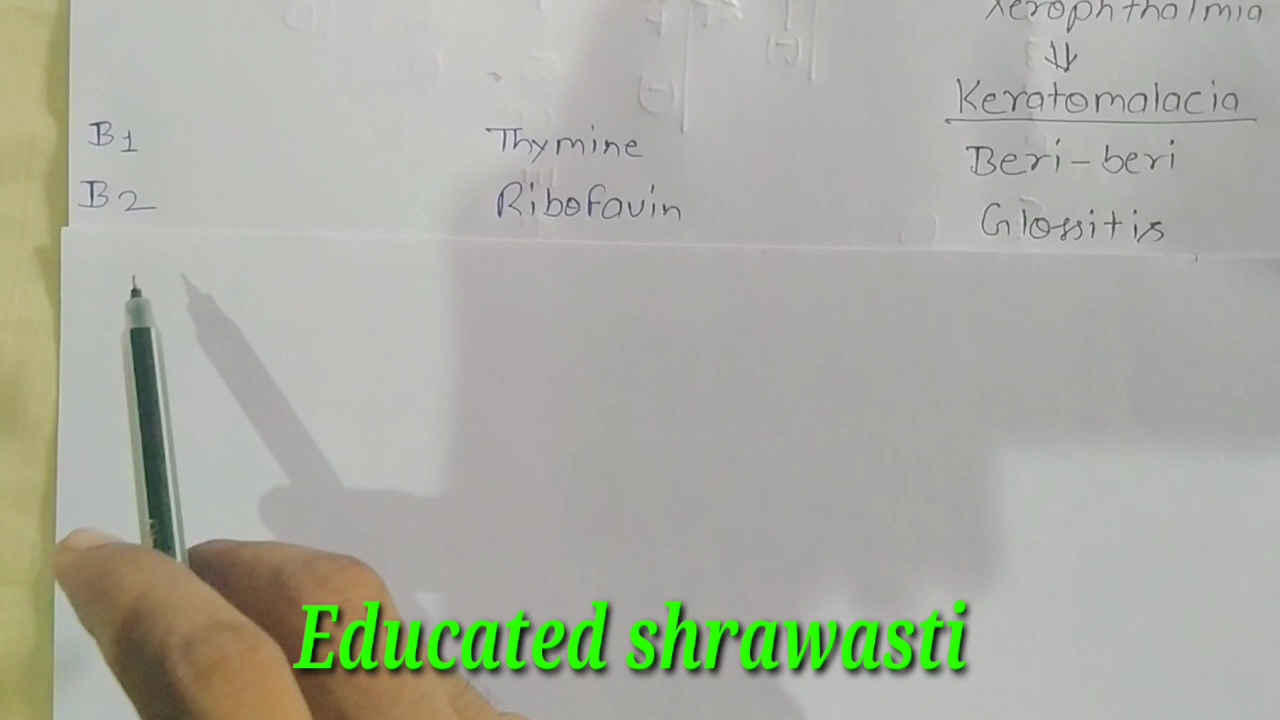 Xerophthalmia
⇓
Keratomalacia
B1 Thymine Beri-beri
B2 Ribofavin Glossitis
Educated shrawasti